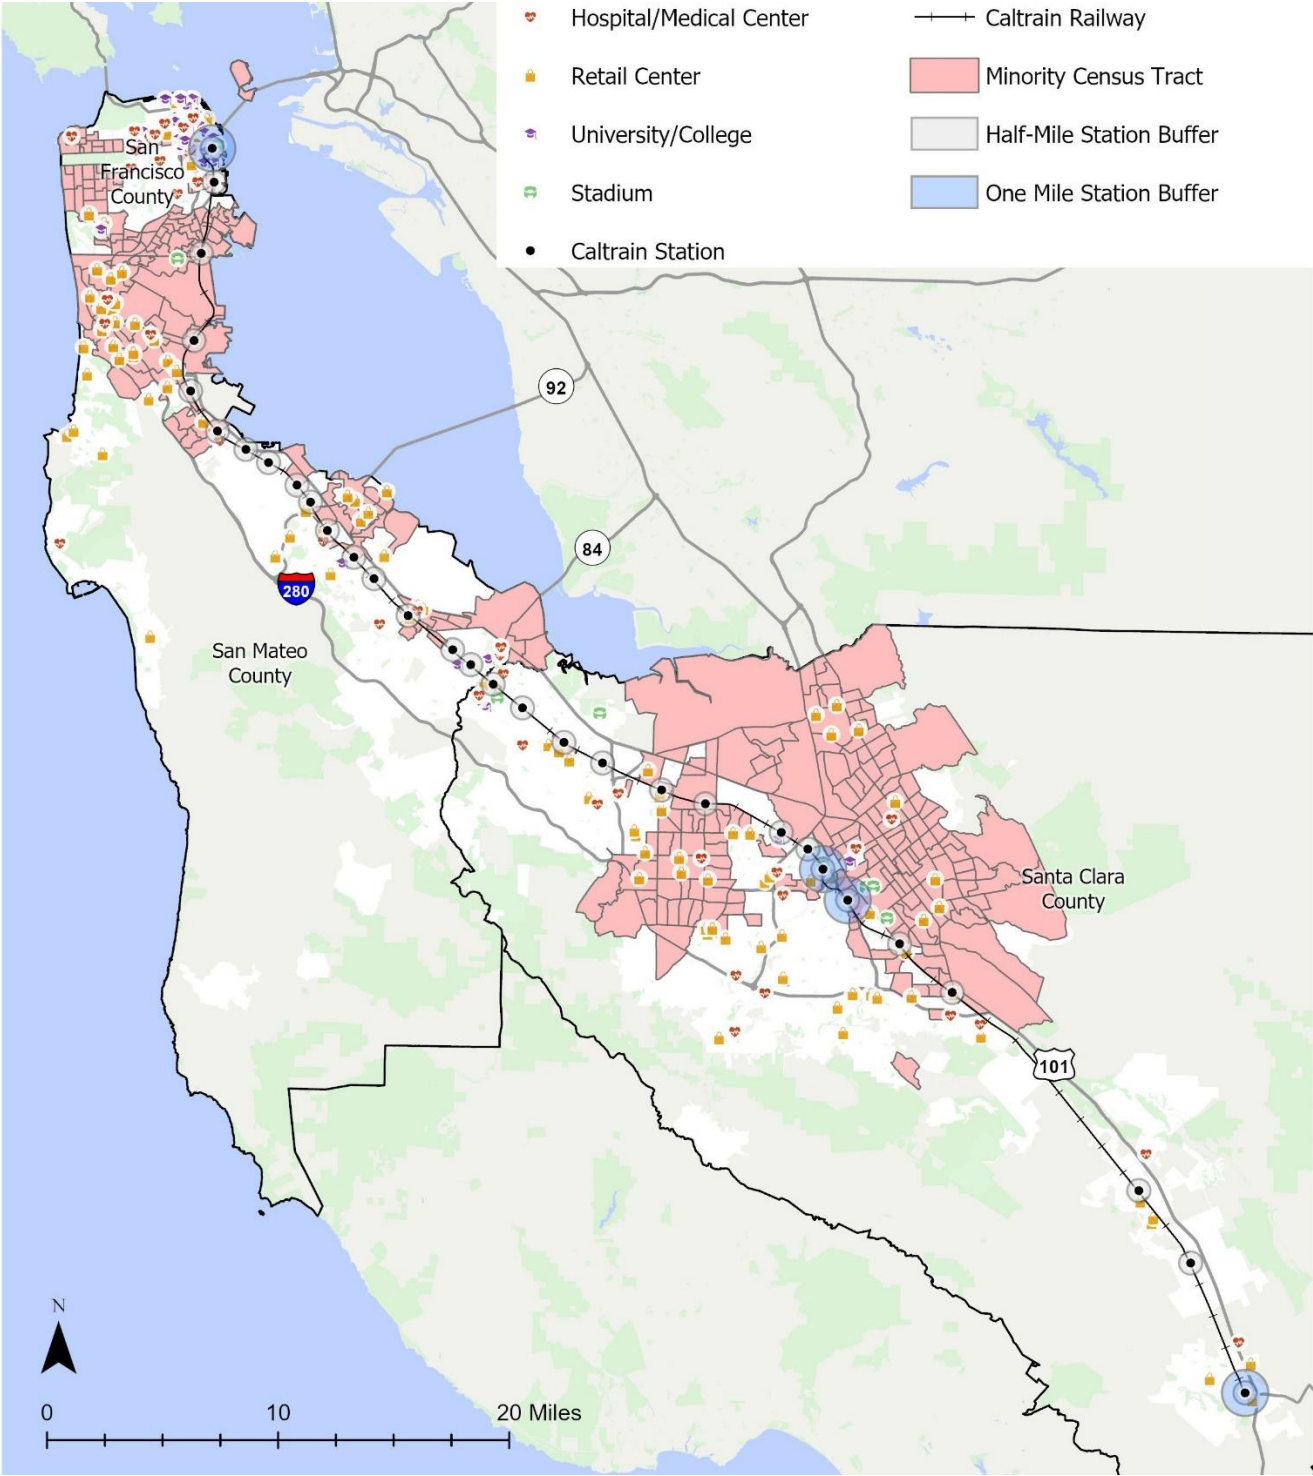 Hospital/Medical Center
Caltrain Railway
Retail Center
Minority Census Tract
University/College
Half-Mile Station Buffer
Stadium
One Mile Station Buffer
Caltrain Station
San
Francisco
County
92
84
280
San Mateo
County
Santa Clara
County
101
N
0 10 20 Miles